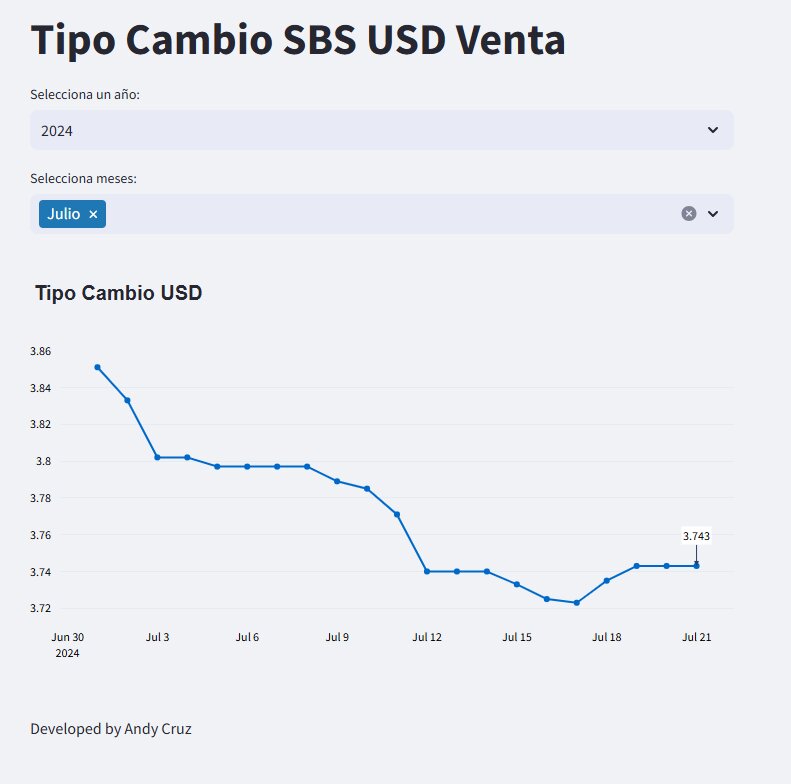 Tipo Cambio SBS USD Venta
Selecciona un año:
2024
Selecciona meses:
Julio ×
Tipo Cambio USD
3.86
3.84
3.82
3.8
3.78
3.76
3.743
3.74
3.72
Jun 30 Jul 3 Jul 6 Jul 9 Jul 12 Jul 15 Jul 18 Jul 21
2024
Developed by Andy Cruz